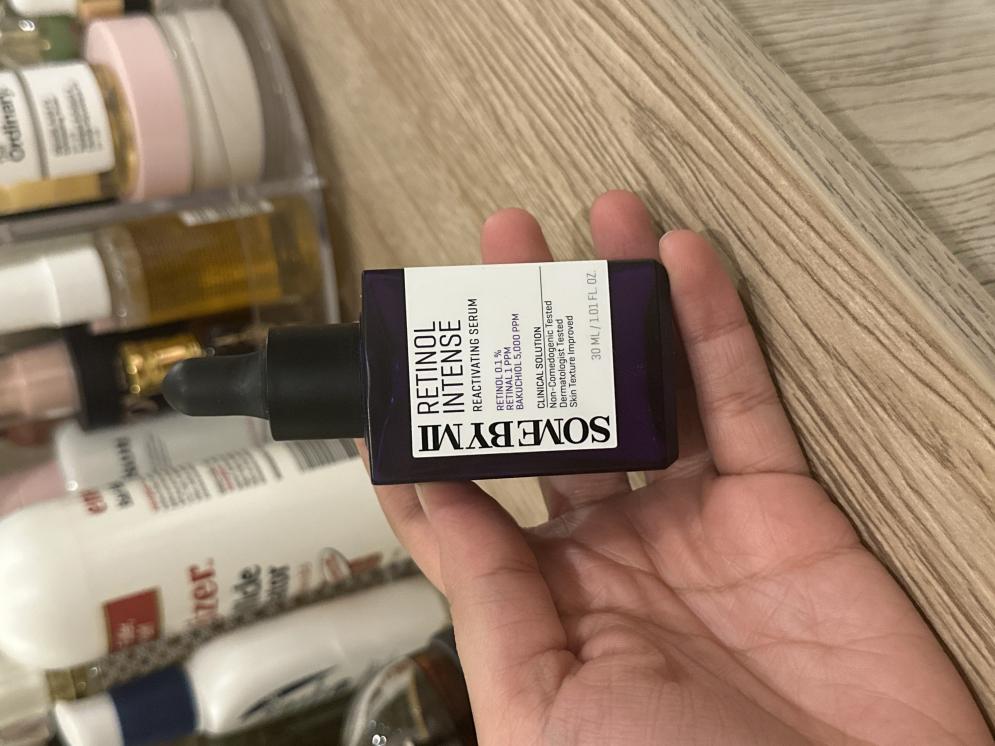 SOME BY MI
RETINOL
INTENSE
REACTIVATING SERUM
RETINOL 0.1 %
RETINAL 1 PPM
BAKUCHIOL 5,000 PPM
CLINICAL SOLUTION
Non-Comedogenic Tested
Dermatologist Tested
Skin Texture Improved
30 ML / 1.01 FL. OZ.
Ordinary